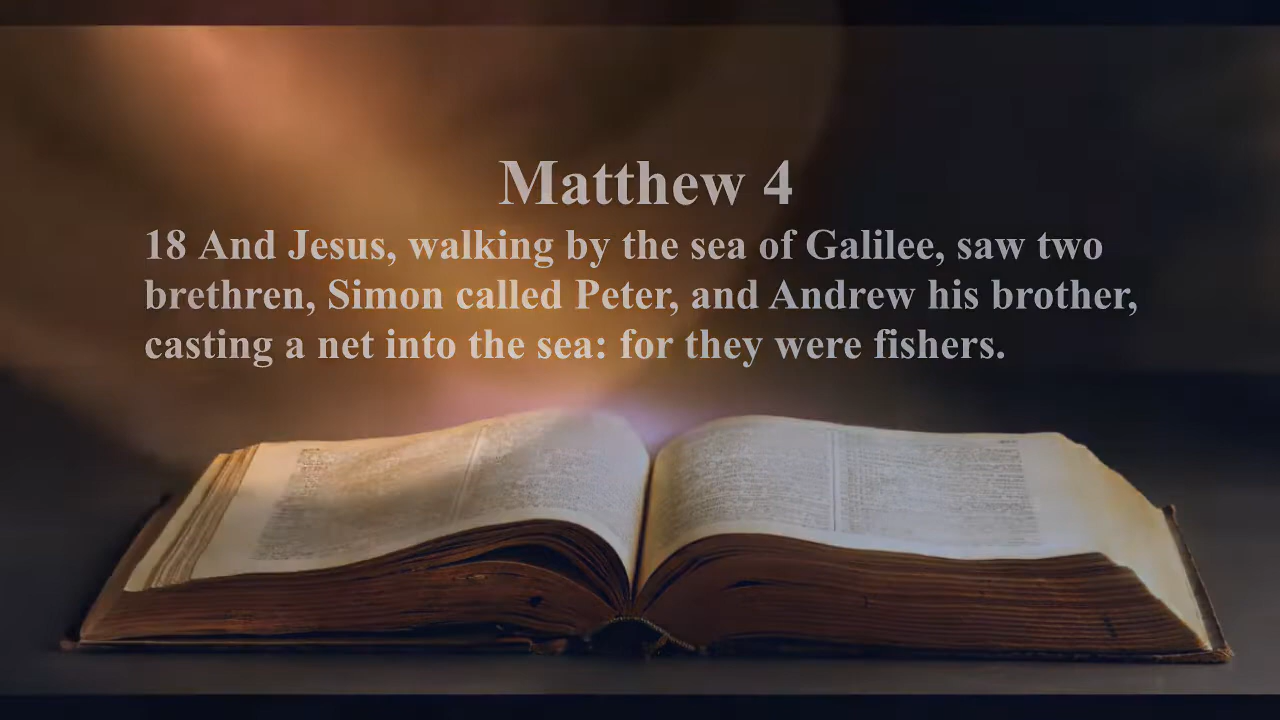 Matthew 4
18 And Jesus, walking by the sea of Galilee, saw two
brethren, Simon called Peter, and Andrew his brother,
casting a net into the sea: for they were fishers.